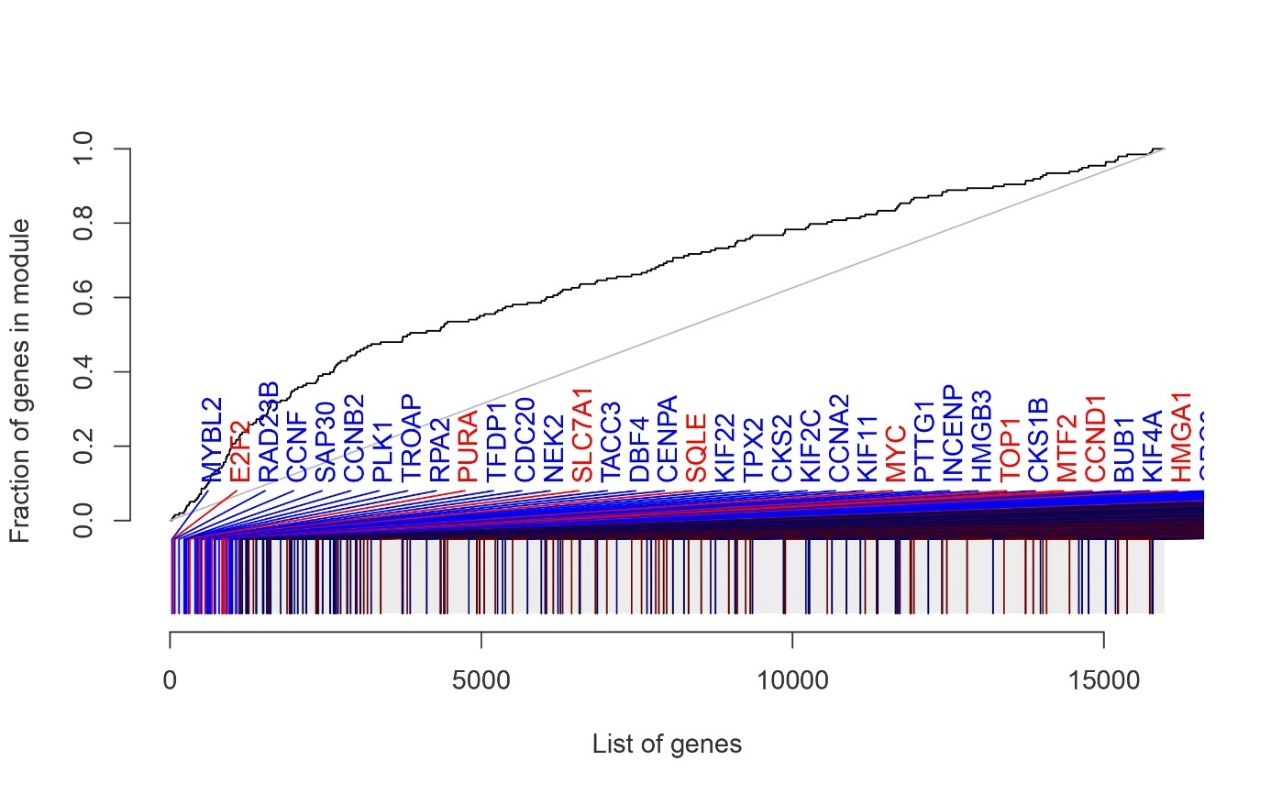 Fraction of genes in module
1.0
0.8
0.6
0.4
0.2
0.0
MYBL2
E2F2
RAD23B
CCNF
SAP30
CCNB2
PLK1
TROAP
RPA2
PURA
TFDP1
CDC20
NEK2
SLC7A1
TACC3
DBF4
CENPA
SQLE
KIF22
TPX2
CKS2
KIF2C
CCNA2
KIF11
MYC
PTTG1
INCENP
HMGB3
TOP1
CKS1B
MTF2
CCND1
BUB1
KIF4A
HMGA1
0
5000
10000
15000
List of genes